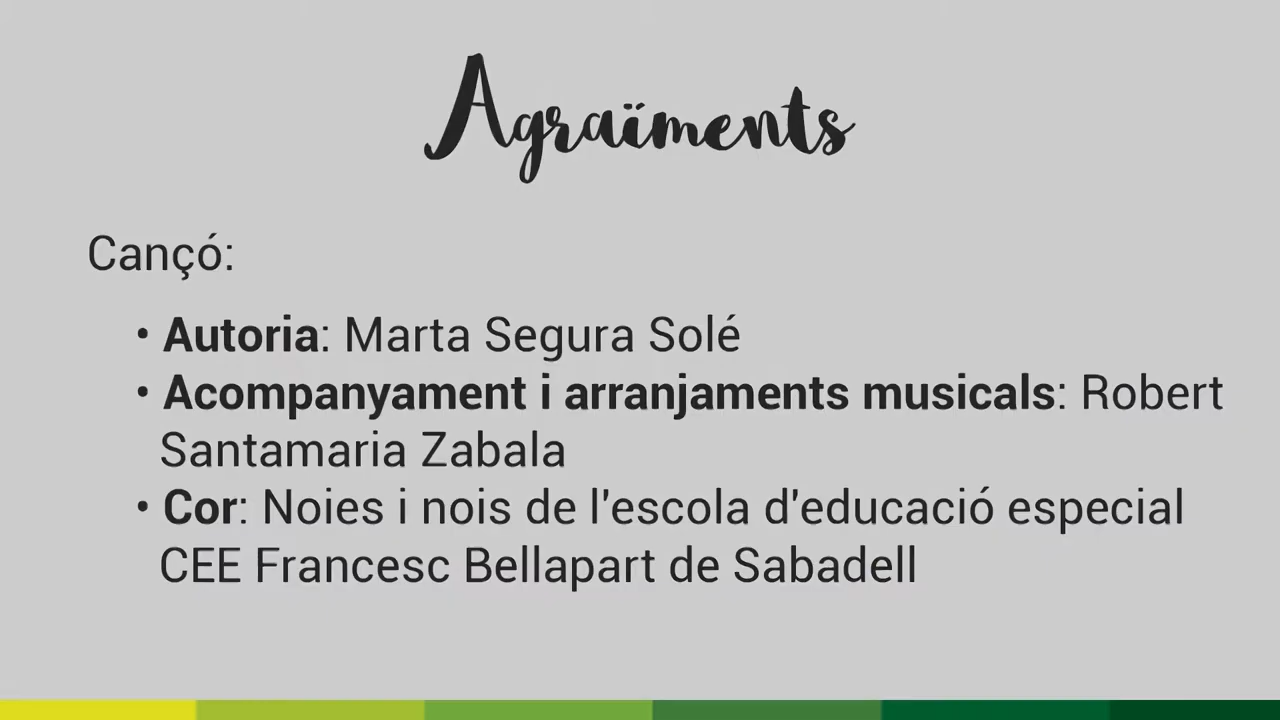 Agraïments
Cançó:
• Autoria: Marta Segura Solé
• Acompanyament i arranjaments musicals: Robert
Santamaria Zabala
• Cor: Noies i nois de l'escola d'educació especial
CEE Francesc Bellapart de Sabadell